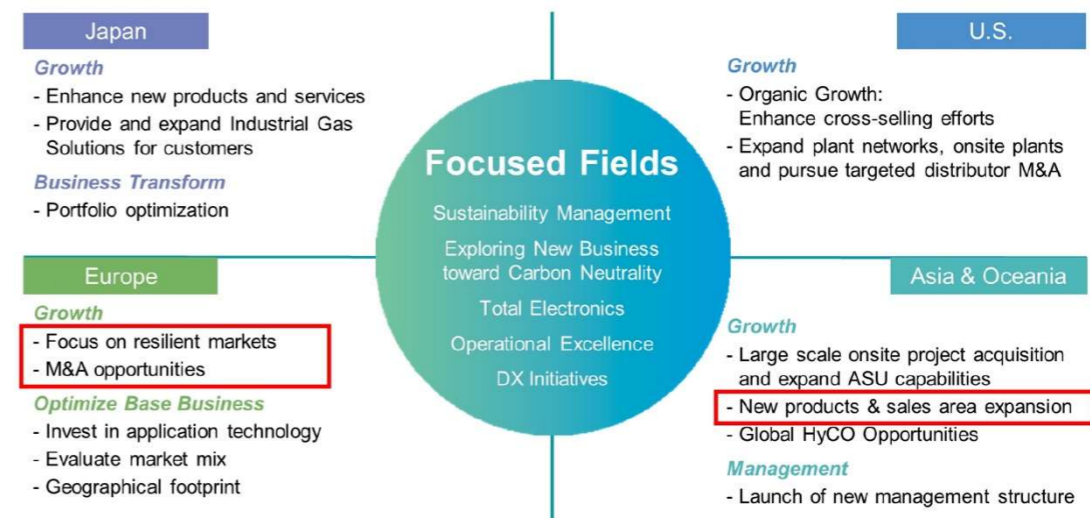 Japan
Growth
- Enhance new products and services
- Provide and expand Industrial Gas
Solutions for customers
Business Transform
- Portfolio optimization
U.S.
Growth
- Organic Growth:
Enhance cross-selling efforts
- Expand plant networks, onsite plants
and pursue targeted distributor M&A
Focused Fields
Sustainability Management
Exploring New Business
toward Carbon Neutrality
Total Electronics
Operational Excellence
DX Initiatives
Europe
Growth
- Focus on resilient markets
- M&A opportunities
Optimize Base Business
- Invest in application technology
- Evaluate market mix
- Geographical footprint
Asia & Oceania
Growth
- Large scale onsite project acquisition
and expand ASU capabilities
- New products & sales area expansion
- Global HyCO Opportunities
Management
- Launch of new management structure